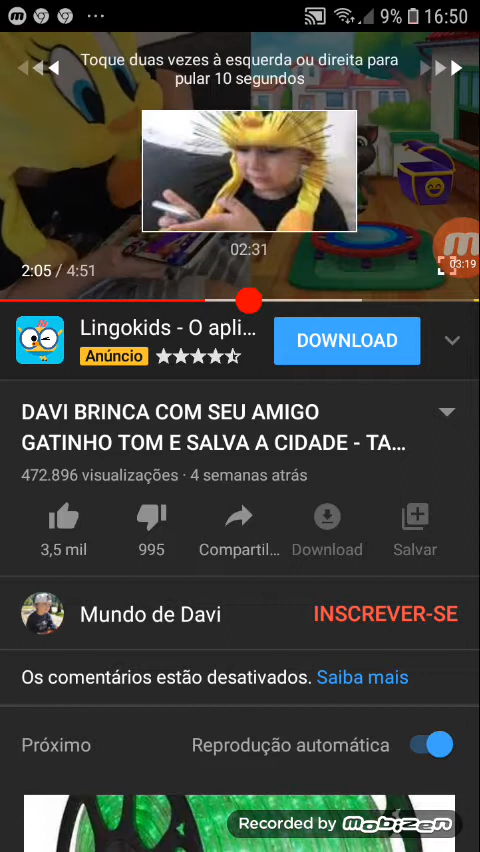 9% 16:50
Toque duas vezes à esquerda ou direita para
pular 10 segundos
02:31
2:05 / 4:51
03:19
Lingokids - O apli...
Anúncio
DOWNLOAD
DAVI BRINCA COM SEU AMIGO
GATINHO TOM E SALVA A CIDADE - TA...
472.896 visualizações · 4 semanas atrás
3,5 mil 995 Compartil... Download Salvar
Mundo de Davi INSCREVER-SE
Os comentários estão desativados. Saiba mais
Próximo Reprodução automática
Recorded by mobizen